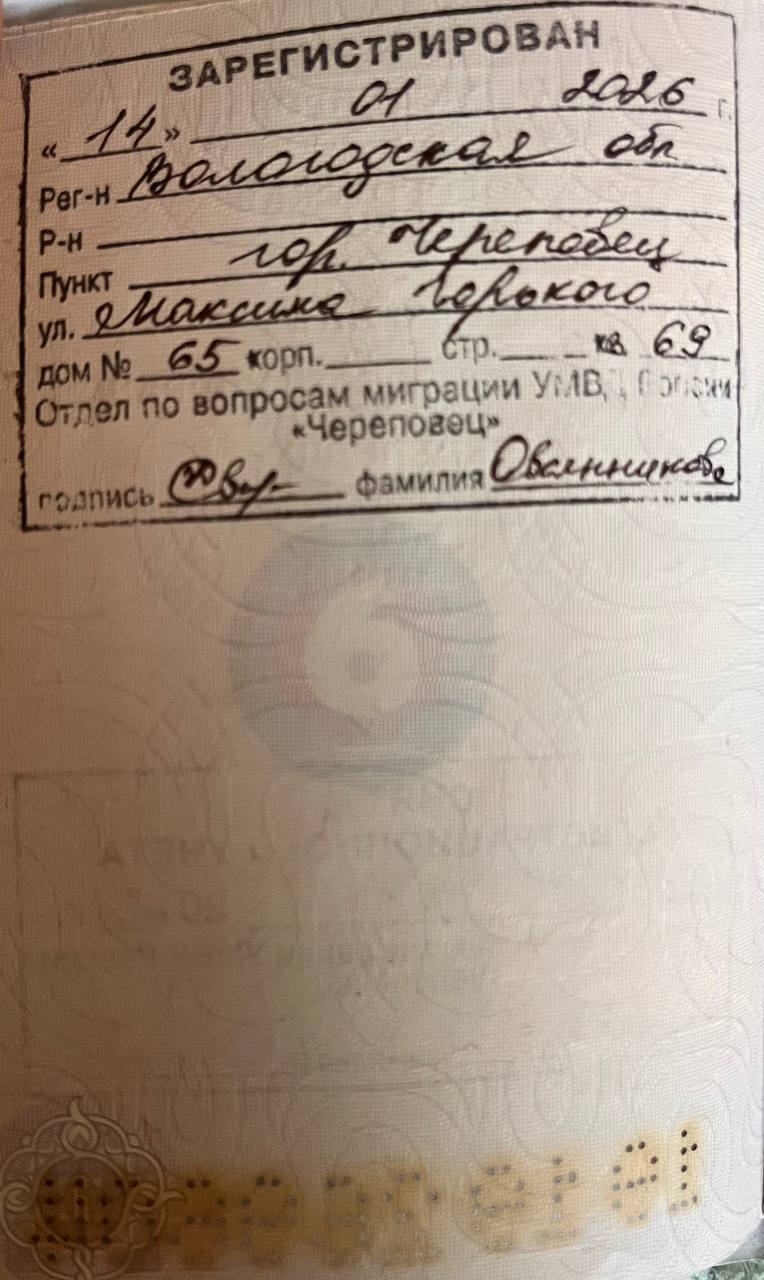 ЗАРЕГИСТРИРОВАН
« 14 » 01 2026 г.
Рег-н Вологодская обл
Р-н
Пункт гор. Череповец
ул. Максима Горького
дом № 65 корп. стр. кв 69
Отдел по вопросам миграции УМВД России
«Череповец»
подпись фамилия Овсянникова